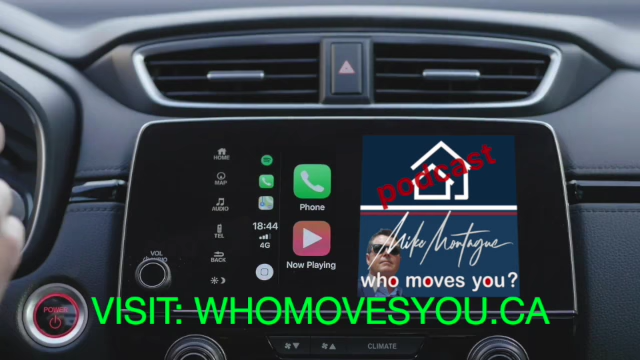 HOME
MAP
AUDIO
TEL
BACK
VOL
AUDIO
18:44
4G
Phone
Now Playing
podcast
Mike Montague
who moves you?
POWER
VISIT: WHOMOVESYOU.CA
CLIMATE